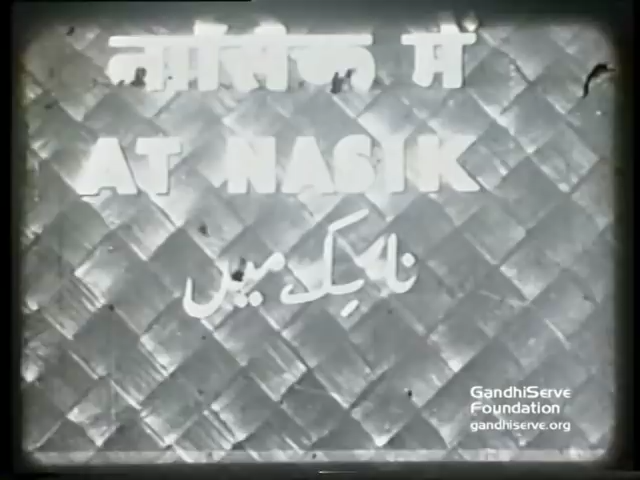 नासिक में
AT NASIK
ناسک میں
GandhiServe
Foundation
gandhiserve.org